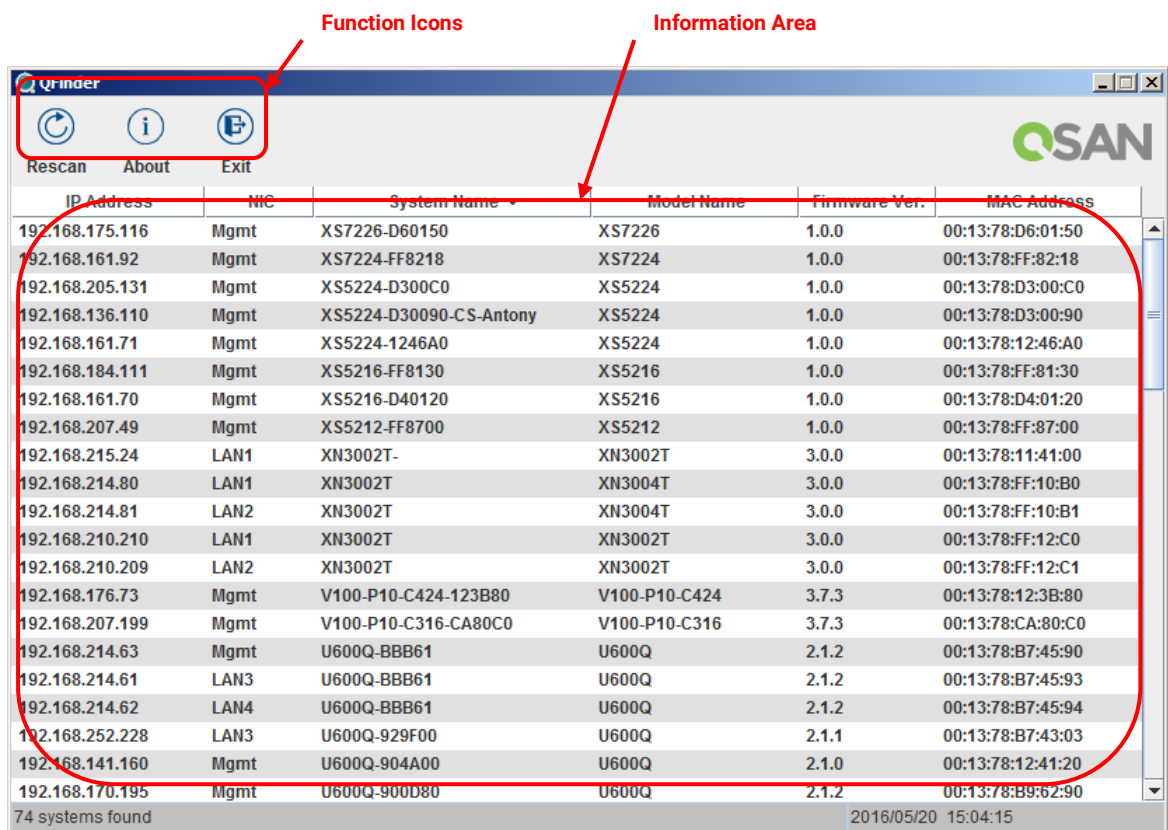 Function Icons Information Area
QFinder
QSAN
Rescan About Exit
IP Address NIC System Name Model Name Firmware Ver. MAC Address
192.168.175.116 Mgmt XS7226-D60150 XS7226 1.0.0 00:13:78:D6:01:50
192.168.161.92 Mgmt XS7224-FF8218 XS7224 1.0.0 00:13:78:FF:82:18
192.168.205.131 Mgmt XS5224-D300C0 XS5224 1.0.0 00:13:78:D3:00:C0
192.168.136.110 Mgmt XS5224-D30090-CS-Antony XS5224 1.0.0 00:13:78:D3:00:90
192.168.161.71 Mgmt XS5224-1246A0 XS5224 1.0.0 00:13:78:12:46:A0
192.168.184.111 Mgmt XS5216-FF8130 XS5216 1.0.0 00:13:78:FF:81:30
192.168.161.70 Mgmt XS5216-D40120 XS5216 1.0.0 00:13:78:D4:01:20
192.168.207.49 Mgmt XS5212-FF8700 XS5212 1.0.0 00:13:78:FF:87:00
192.168.215.24 LAN1 XN3002T- XN3002T 3.0.0 00:13:78:11:41:00
192.168.214.80 LAN1 XN3002T XN3004T 3.0.0 00:13:78:FF:10:B0
192.168.214.81 LAN2 XN3002T XN3004T 3.0.0 00:13:78:FF:10:B1
192.168.210.210 LAN1 XN3002T XN3002T 3.0.0 00:13:78:FF:12:C0
192.168.210.209 LAN2 XN3002T XN3002T 3.0.0 00:13:78:FF:12:C1
192.168.176.73 Mgmt V100-P10-C424-123B80 V100-P10-C424 3.7.3 00:13:78:12:3B:80
192.168.207.199 Mgmt V100-P10-C316-CA80C0 V100-P10-C316 3.7.3 00:13:78:CA:80:C0
192.168.214.63 Mgmt U600Q-BBB61 U600Q 2.1.2 00:13:78:B7:45:90
192.168.214.61 LAN3 U600Q-BBB61 U600Q 2.1.2 00:13:78:B7:45:93
192.168.214.62 LAN4 U600Q-BBB61 U600Q 2.1.2 00:13:78:B7:45:94
192.168.252.228 LAN3 U600Q-929F00 U600Q 2.1.1 00:13:78:B7:43:03
192.168.141.160 Mgmt U600Q-904A00 U600Q 2.1.0 00:13:78:12:41:20
192.168.170.195 Mgmt U600Q-900D80 U600Q 2.1.2 00:13:78:B9:62:90
74 systems found 2016/05/20 15:04:15